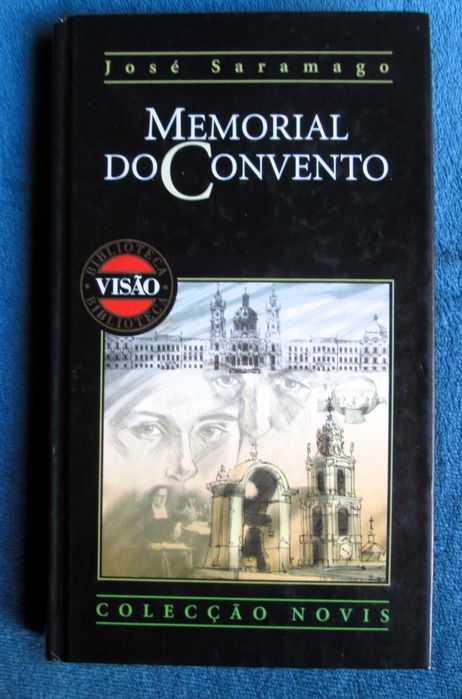 José Saramago
MEMORIAL
DO CONVENTO
BIBLIOTECA
VISÃO
BIBLIOTECA
COLECÇÃO NOVIS